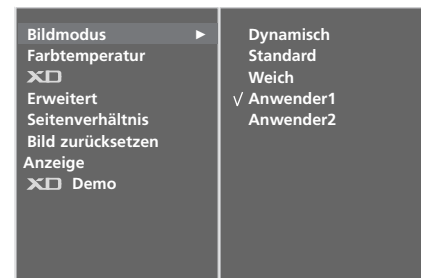 Bildmodus ►
Farbtemperatur
XD
Erweitert
Seitenverhältnis
Bild zurücksetzen
Anzeige
XD Demo
Dynamisch
Standard
Weich
√ Anwender1
Anwender2